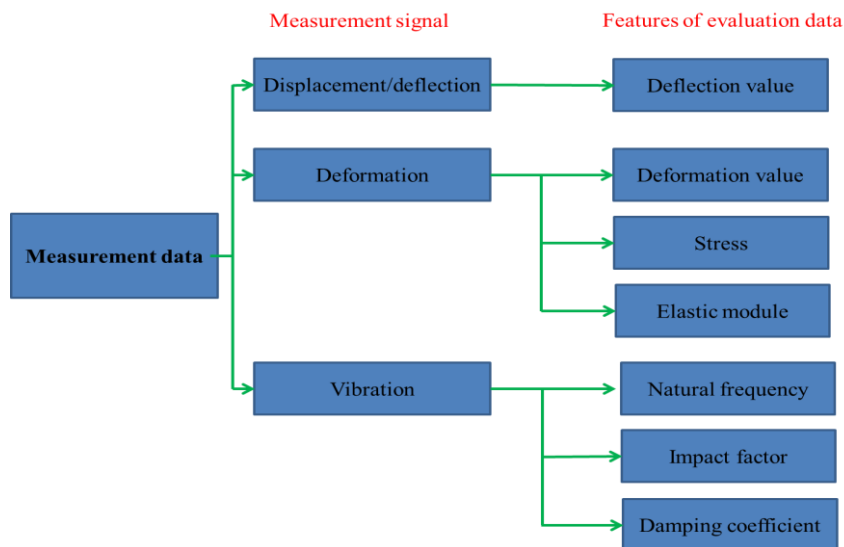 Measurement signal
Features of evaluation data
Displacement/deflection
Deflection value
Deformation
Deformation value
Measurement data
Stress
Elastic module
Vibration
Natural frequency
Impact factor
Damping coefficient